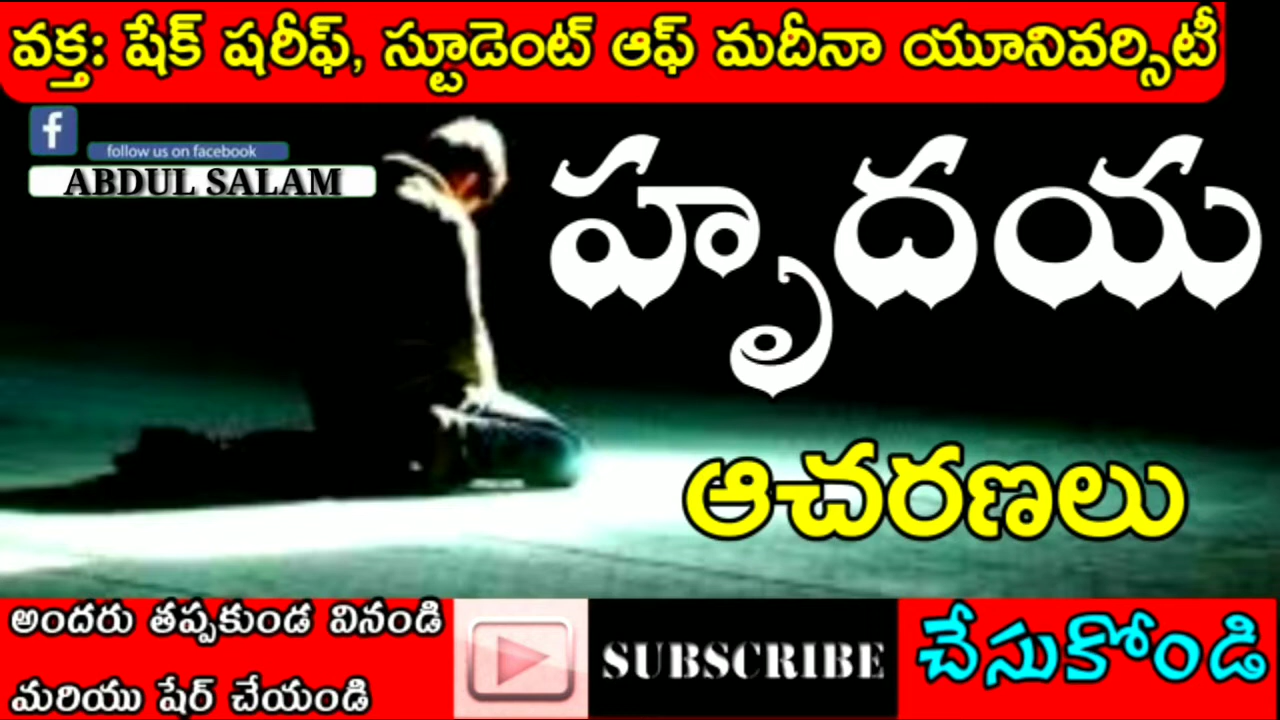 వక్త: షేక్ షరీఫ్, స్టూడెంట్ ఆఫ్ మదీనా యూనివర్సిటీ
f
follow us on facebook
ABDUL SALAM
హృదయ
ఆచరణలు
అందరు తప్పకుండ వినండి
మరియు షేర్ చేయండి
SUBSCRIBE చేసుకోండి